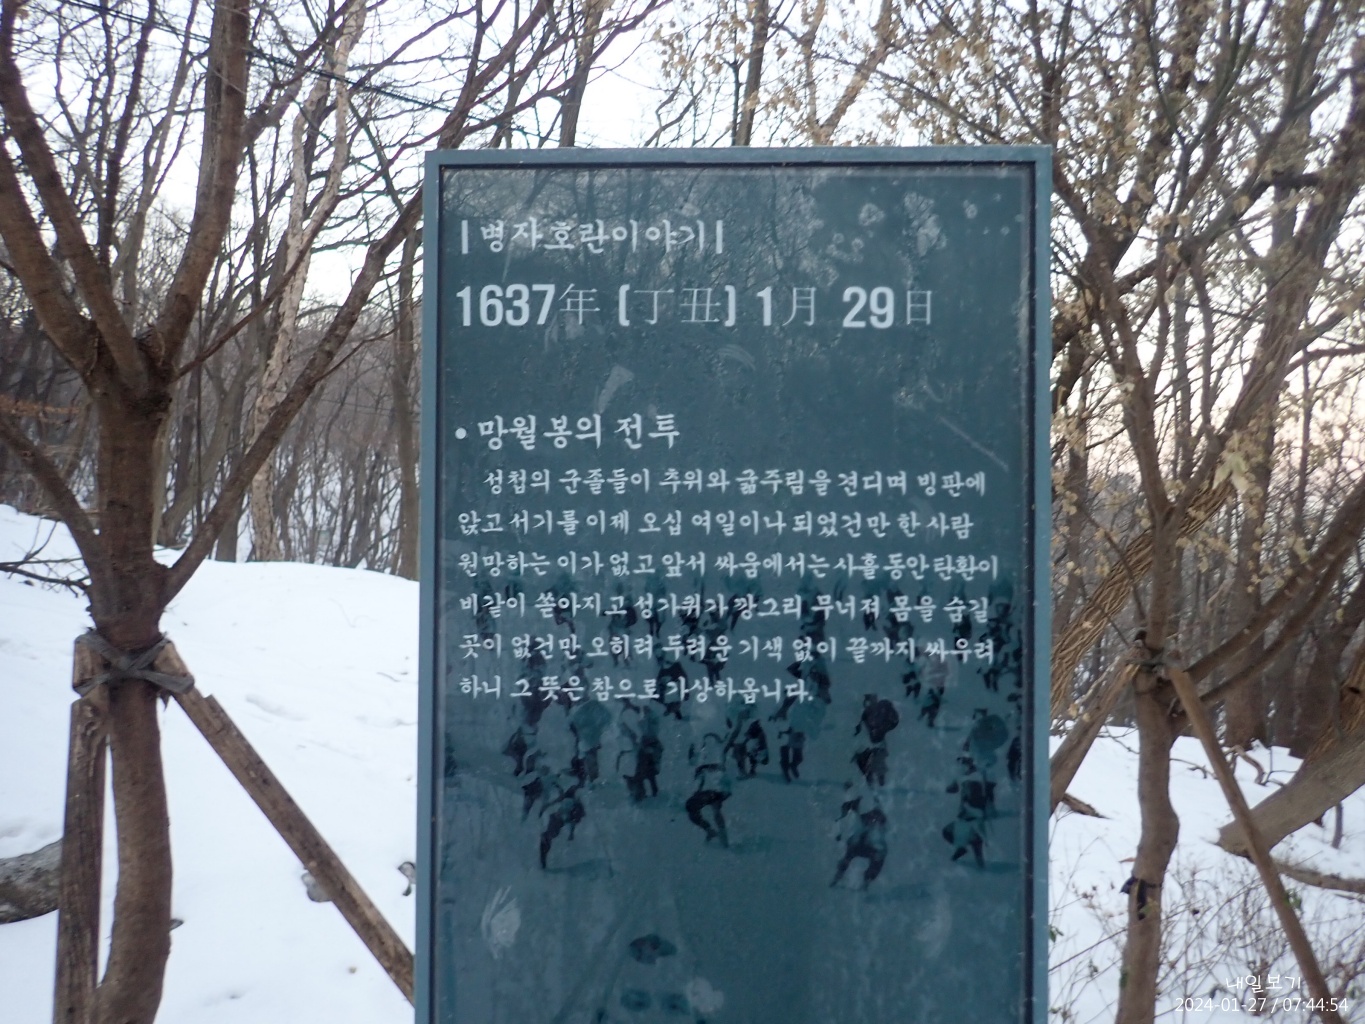 |병자호란이야기|
1637年 (丁丑) 1月 29日
• 망월봉의 전투
성첩의 군졸들이 추위와 굶주림을 견디며 빙판에
앉고 서기를 이제 오십 여일이나 되었건만 한 사람
원망하는 이가 없고 앞서 싸움에서는 사흘 동안 탄환이
비같이 쏟아지고 성가퀴가 깡그리 무너져 몸을 숨길
곳이 없건만 오히려 두려운 기색 없이 끝까지 싸우려
하니 그 뜻은 참으로 가상하옵니다.
내일보기
2024-01-27 / 07:44:54